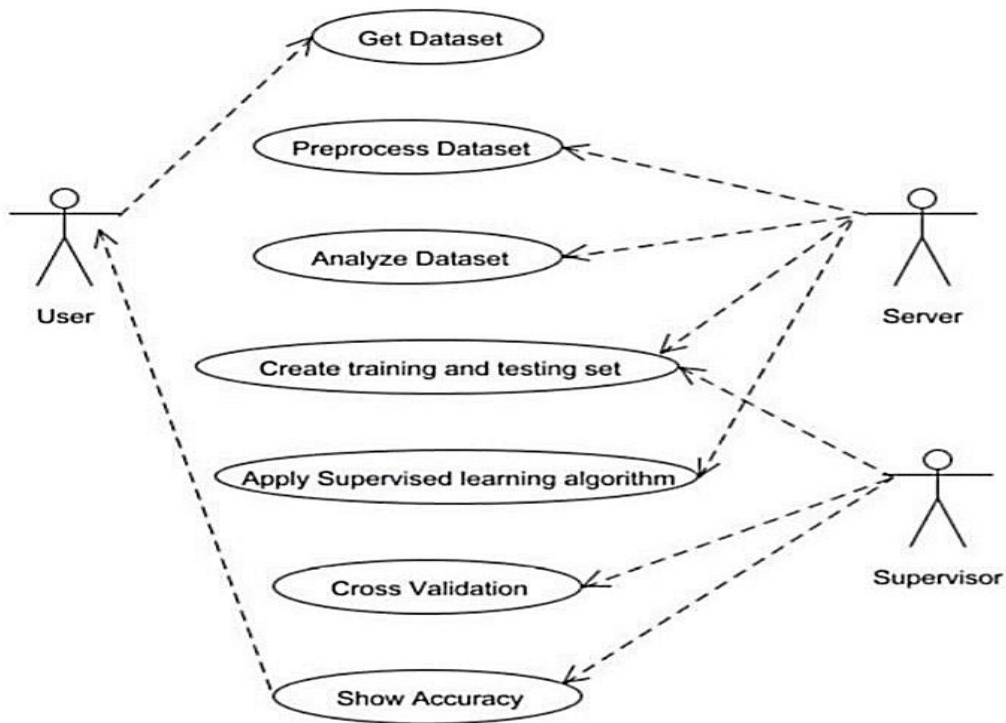 Get Dataset
Preprocess Dataset
Analyze Dataset
User
Server
Create training and testing set
Apply Supervised learning algorithm
Supervisor
Cross Validation
Show Accuracy